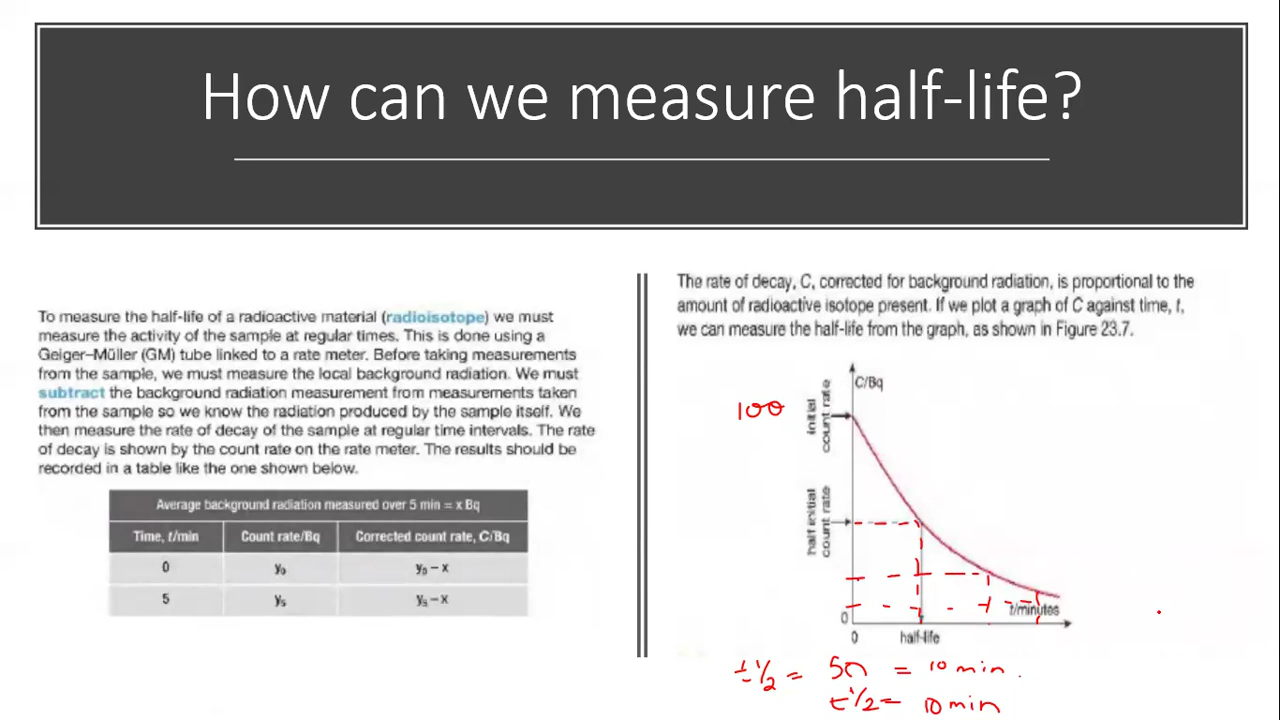 How can we measure half-life?
To measure the half-life of a radioactive material (radioisotope) we must
measure the activity of the sample at regular times. This is done using a
Geiger–Müller (GM) tube linked to a rate meter. Before taking measurements
from the sample, we must measure the local background radiation. We must
subtract the background radiation measurement from measurements taken
from the sample so we know the radiation produced by the sample itself. We
then measure the rate of decay of the sample at regular time intervals. The rate
of decay is shown by the count rate on the rate meter. The results should be
recorded in a table like the one shown below.
Average background radiation measured over 5 min = x Bq
Time, t/min Count rate/Bq Corrected count rate, C/Bq
0 y₀ y₀ – x
5 y₅ y₅ – x
The rate of decay, C, corrected for background radiation, is proportional to the
amount of radioactive isotope present. If we plot a graph of C against time, t,
we can measure the half-life from the graph, as shown in Figure 23.7.
C/Bq
100
initial
count rate
half initial
count rate
0
t/minutes
0 half-life
t½ = 50 = 10 min
t½ = 10 min